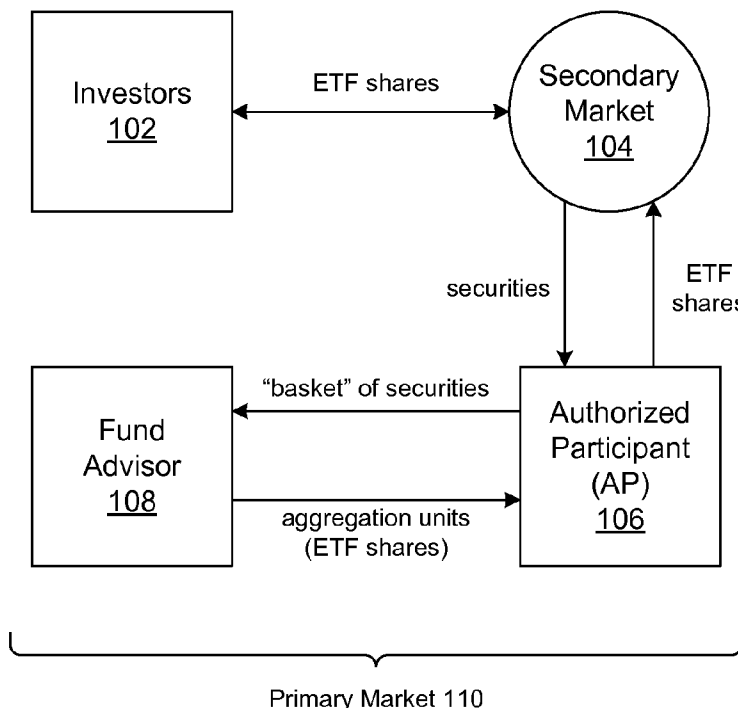 Investors
102
ETF shares
Secondary
Market
104
securities
ETF
shares
Fund
Advisor
108
“basket” of securities
aggregation units
(ETF shares)
Authorized
Participant
(AP)
106
Primary Market 110